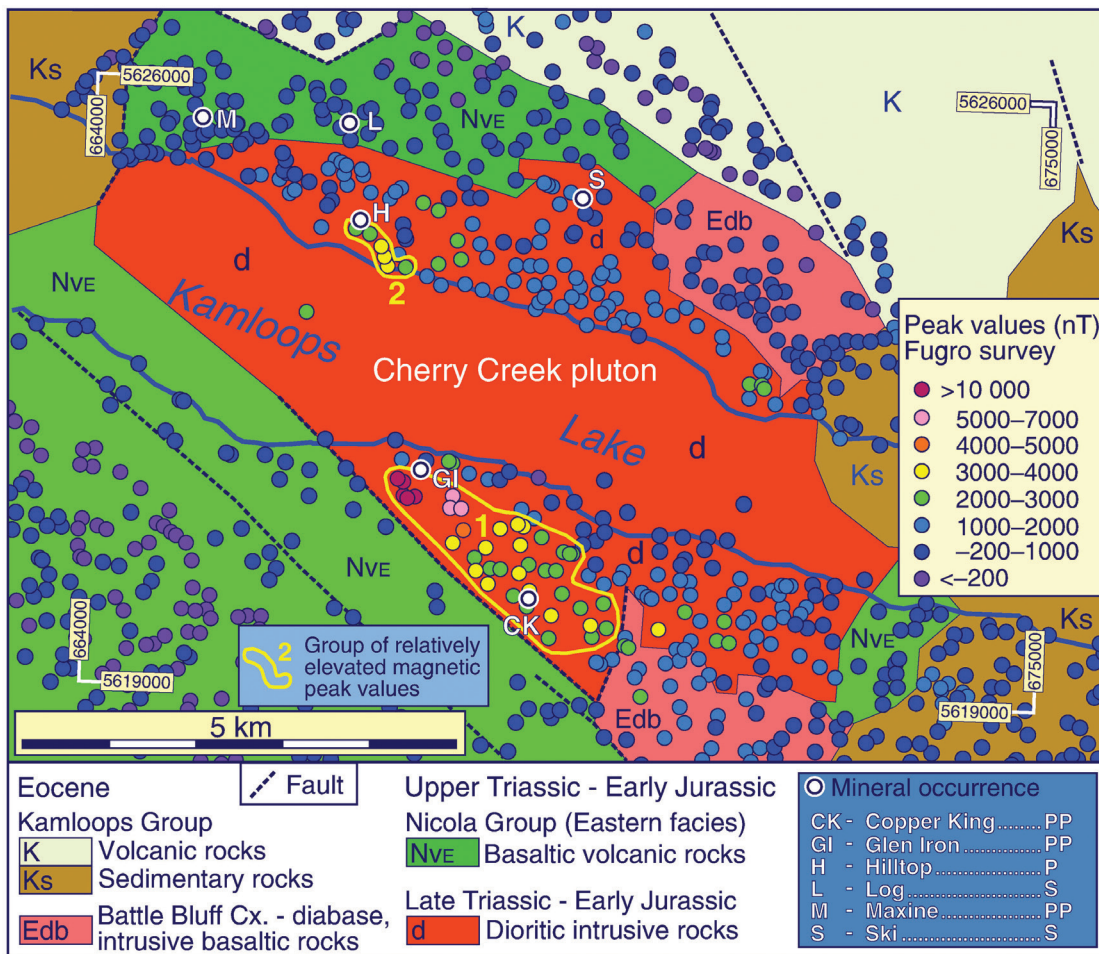 K
Ks
5626000
664000
M
L
NVE
K
5626000
675000
S
H
d
Edb
Ks
NVE
d
2
Kamloops
Cherry Creek pluton
Lake
d
Ks
Peak values (nT)
Fugro survey
>10 000
5000–7000
4000–5000
3000–4000
2000–3000
1000–2000
–200–1000
<–200
GI
1
NVE
d
CK
NVE
Ks
664000
5619000
2
Group of relatively
elevated magnetic
peak values
Edb
675000
5619000
5 km
Eocene
Fault
Kamloops Group
K Volcanic rocks
Ks Sedimentary rocks
Edb Battle Bluff Cx. - diabase,
intrusive basaltic rocks
Upper Triassic - Early Jurassic
Nicola Group (Eastern facies)
NVE Basaltic volcanic rocks
Late Triassic - Early Jurassic
d Dioritic intrusive rocks
Mineral occurrence
CK - Copper King........PP
GI - Glen Iron...............PP
H - Hilltop.....................P
L - Log..........................S
M - Maxine..................PP
S - Ski...........................S